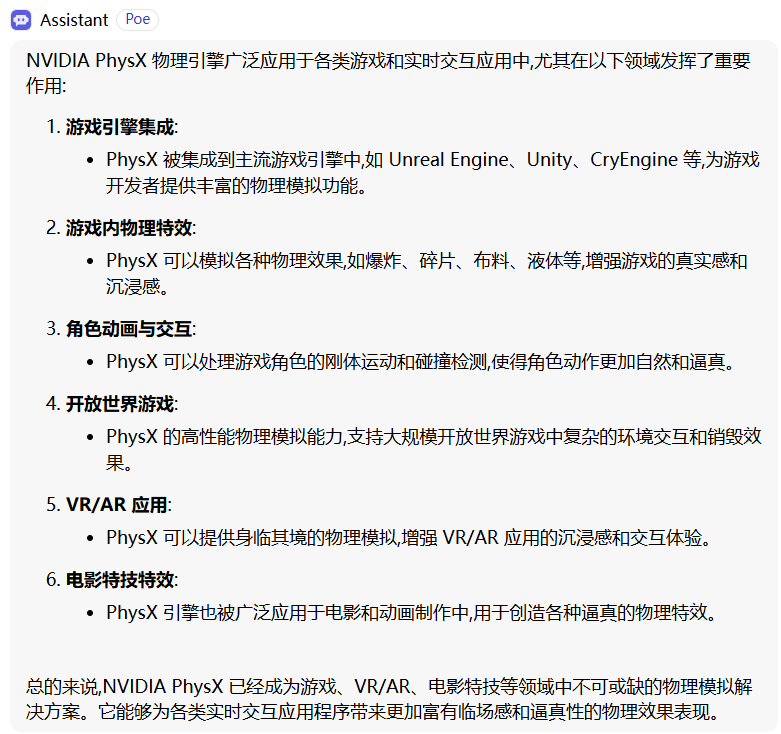 Assistant Poe
NVIDIA PhysX 物理引擎广泛应用于各类游戏和实时交互应用中,尤其在以下领域发挥了重要
作用:
1. 游戏引擎集成:
• PhysX 被集成到主流游戏引擎中,如 Unreal Engine、Unity、CryEngine 等,为游戏
开发者提供丰富的物理模拟功能。
2. 游戏内物理特效:
• PhysX 可以模拟各种物理效果,如爆炸、碎片、布料、液体等,增强游戏的真实感和
沉浸感。
3. 角色动画与交互:
• PhysX 可以处理游戏角色的刚体运动和碰撞检测,使得角色动作更加自然和逼真。
4. 开放世界游戏:
• PhysX 的高性能物理模拟能力,支持大规模开放世界游戏中复杂的环境交互和销毁效
果。
5. VR/AR 应用:
• PhysX 可以提供身临其境的物理模拟,增强 VR/AR 应用的沉浸感和交互体验。
6. 电影特技特效:
• PhysX 引擎也被广泛应用于电影和动画制作中,用于创造各种逼真的物理特效。
总的来说,NVIDIA PhysX 已经成为游戏、VR/AR、电影特技等领域中不可或缺的物理模拟解
决方案。它能够为各类实时交互应用程序带来更加富有临场感和逼真性的物理效果表现。